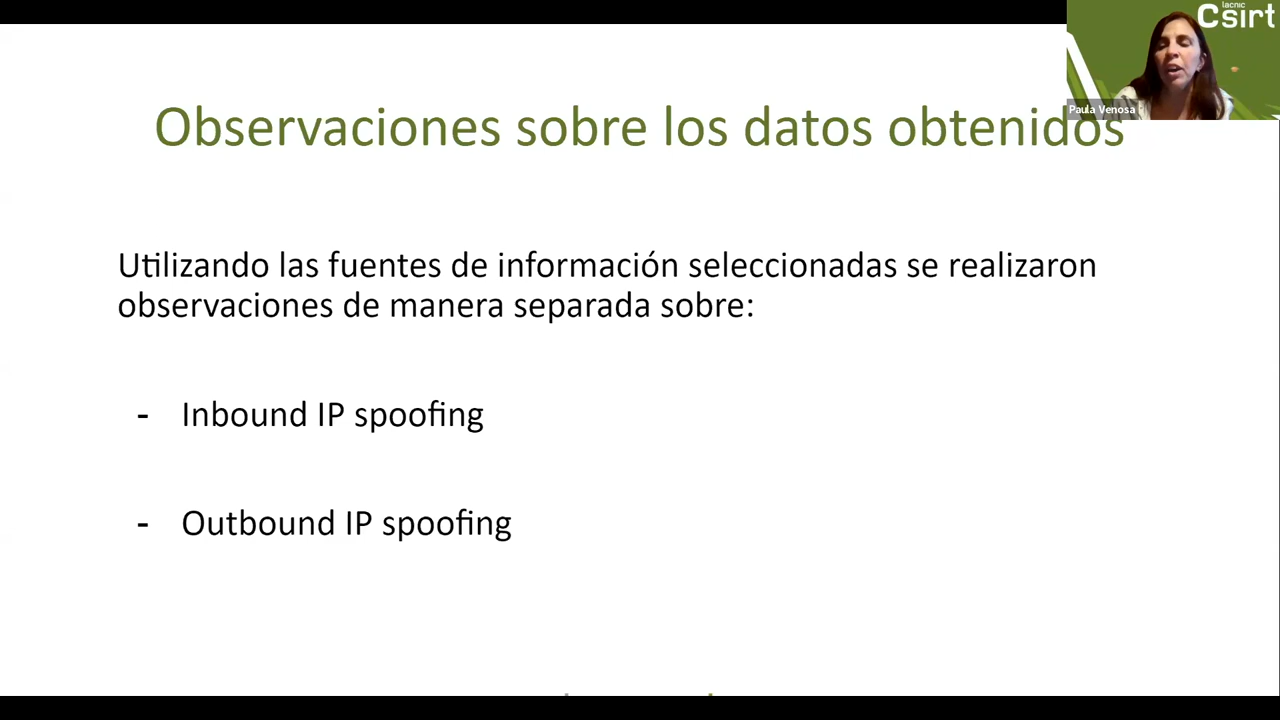 lacnic
Csirt
Paula Venosa
Observaciones sobre los datos obtenidos
Utilizando las fuentes de información seleccionadas se realizaron
observaciones de manera separada sobre:
- Inbound IP spoofing
- Outbound IP spoofing